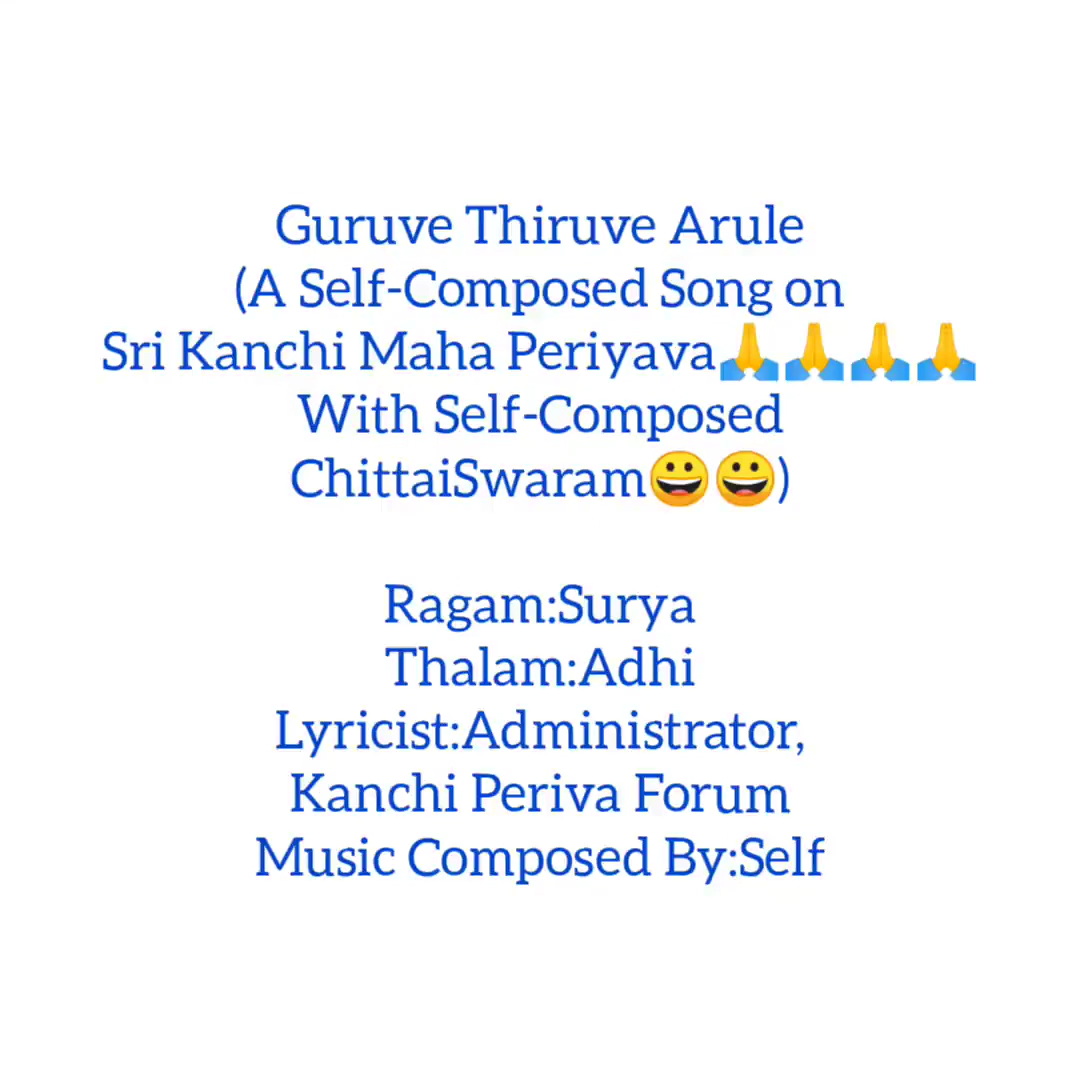 Guruve Thiruve Arule
(A Self-Composed Song on
Sri Kanchi Maha Periyava🙏🙏🙏🙏
With Self-Composed
ChittaiSwaram😀😀)
Ragam:Surya
Thalam:Adhi
Lyricist:Administrator,
Kanchi Periva Forum
Music Composed By:Self